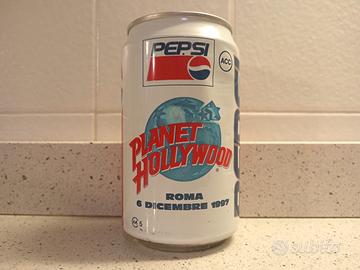 PEPSI
ACC
PLANET
HOLLYWOOD
ROMA
6 DICEMBRE 1997
subito